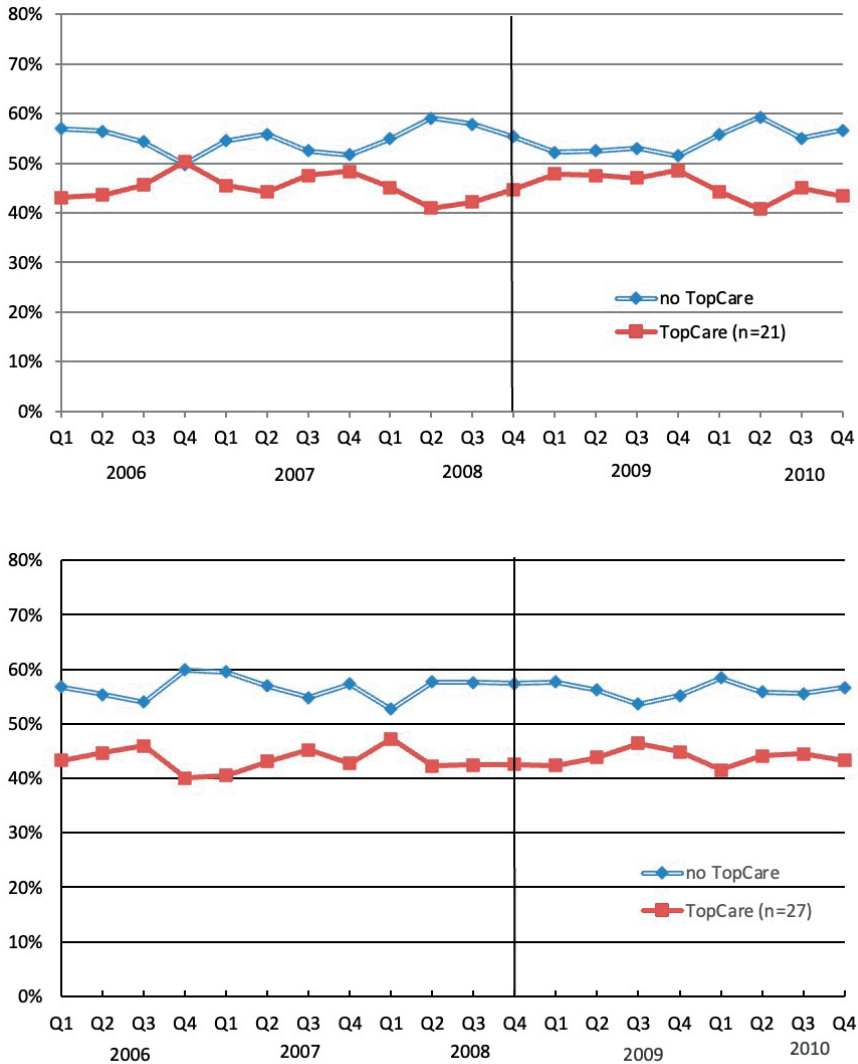 80%
70%
60%
50%
40%
30%
20%
10%
0%
no TopCare
TopCare (n=21)
Q1 Q2 Q3 Q4 Q1 Q2 Q3 Q4 Q1 Q2 Q3 Q4 Q1 Q2 Q3 Q4 Q1 Q2 Q3 Q4
2006 2007 2008 2009 2010
80%
70%
60%
50%
40%
30%
20%
10%
0%
no TopCare
TopCare (n=27)
Q1 Q2 Q3 Q4 Q1 Q2 Q3 Q4 Q1 Q2 Q3 Q4 Q1 Q2 Q3 Q4 Q1 Q2 Q3 Q4
2006 2007 2008 2009 2010